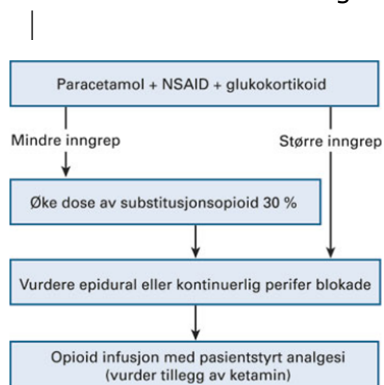 Paracetamol + NSAID + glukokortikoid
Mindre inngrep
Større inngrep
Øke dose av substitusjonsopioid 30 %
Vurdere epidural eller kontinuerlig perifer blokade
Opioid infusjon med pasientstyrt analgesi
(vurder tillegg av ketamin)